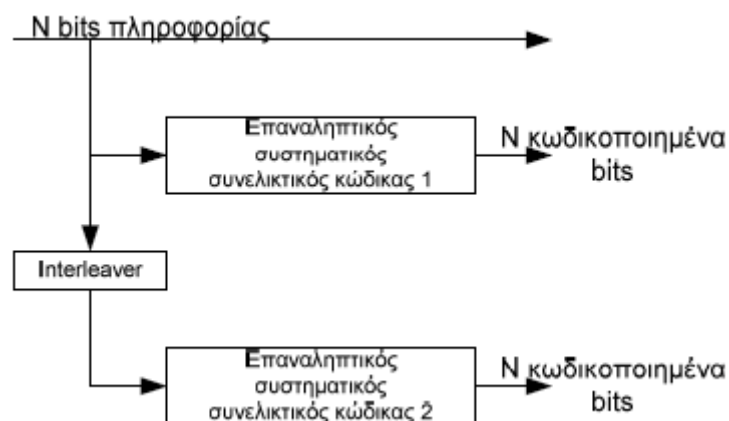 N bits πληροφορίας
Επαναληπτικός
συστηματικός
συνελικτικός κώδικας 1
N κωδικοποιημένα
bits
Interleaver
Επαναληπτικός
συστηματικός
συνελικτικός κώδικας 2
N κωδικοποιημένα
bits